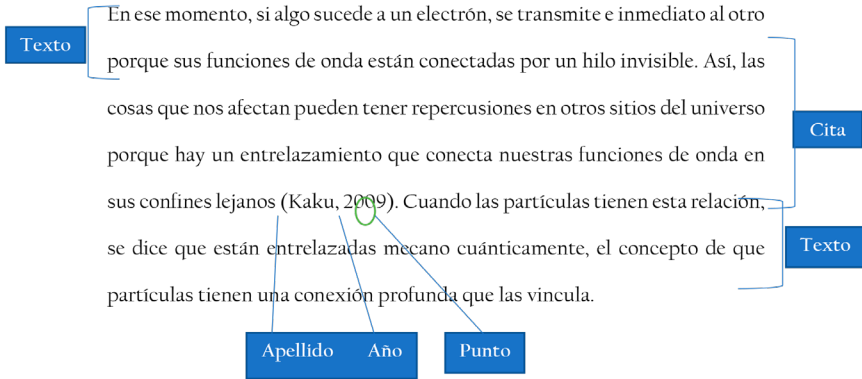 En ese momento, si algo sucede a un electrón, se transmite e inmediato al otro
Texto
porque sus funciones de onda están conectadas por un hilo invisible. Así, las
cosas que nos afectan pueden tener repercusiones en otros sitios del universo
Cita
porque hay un entrelazamiento que conecta nuestras funciones de onda en
sus confines lejanos (Kaku, 2009). Cuando las partículas tienen esta relación,
Texto
se dice que están entrelazadas mecano cuánticamente, el concepto de que
partículas tienen una conexión profunda que las vincula.
Apellido Año Punto